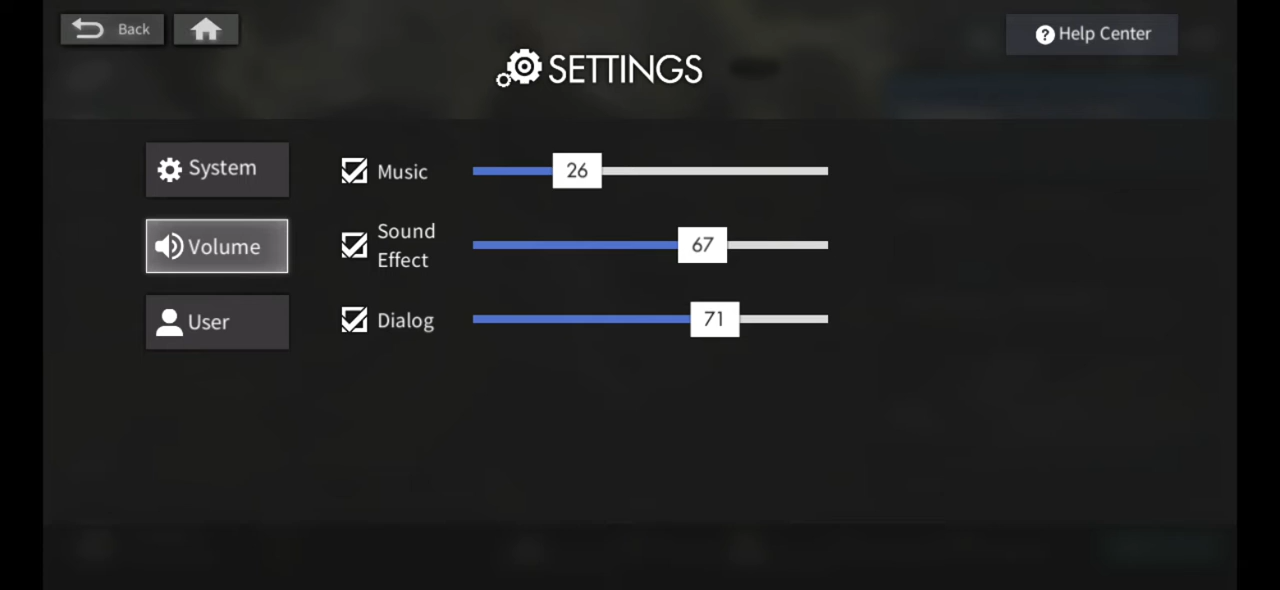 Back
Help Center
SETTINGS
System
Music
26
Volume
Sound
Effect
67
User
Dialog
71